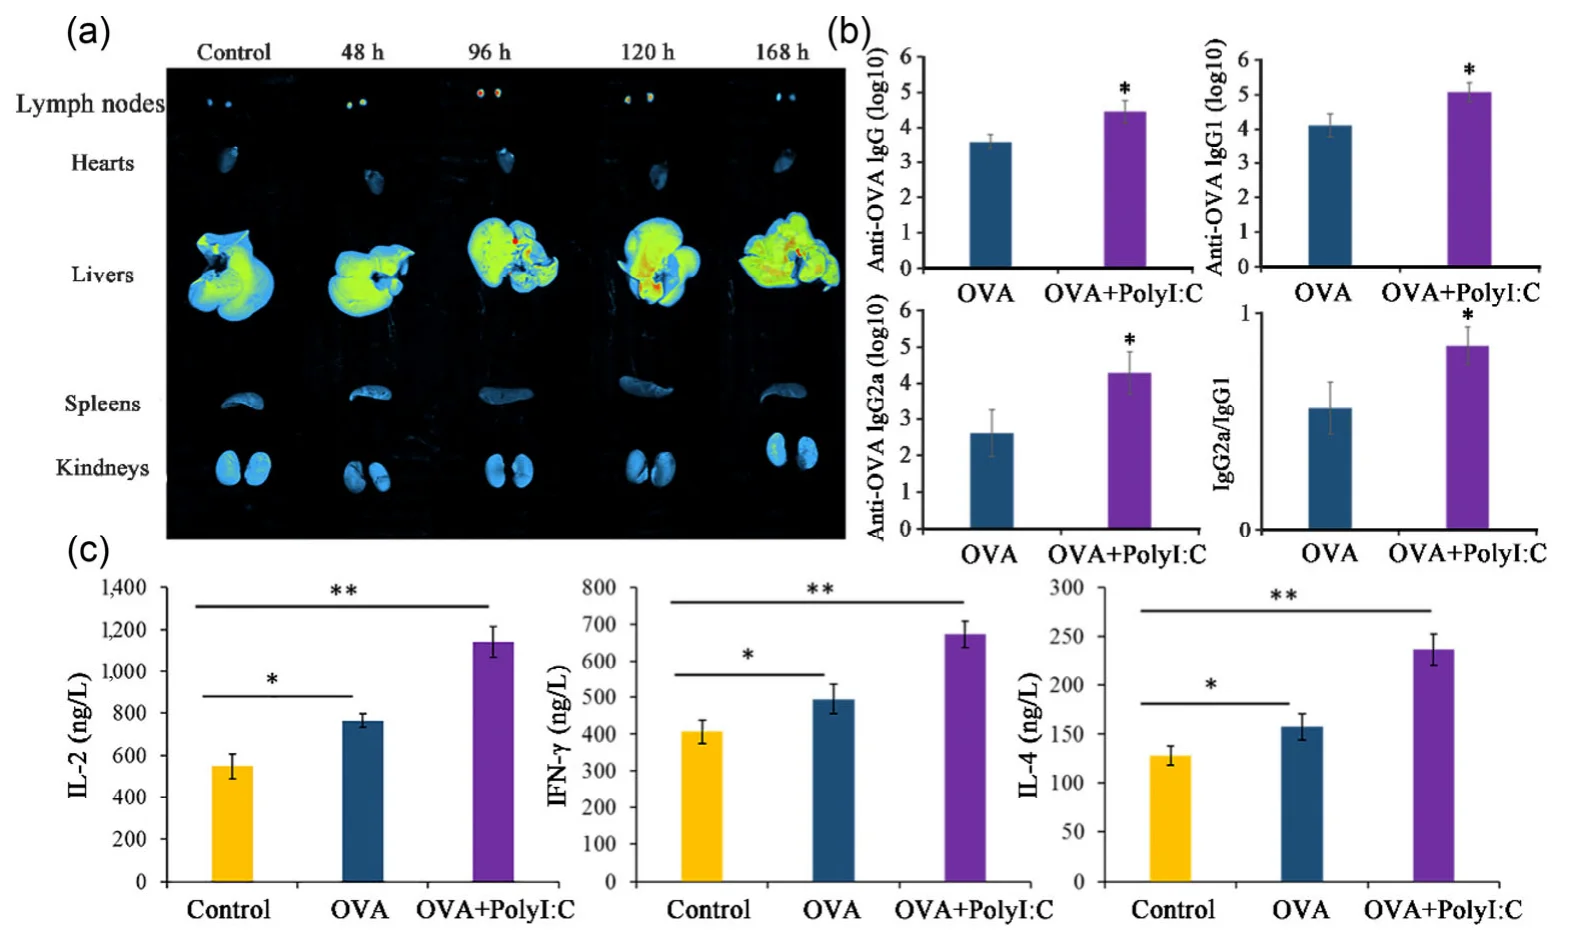 (a)
Control 48 h 96 h 120 h 168 h
Lymph nodes
Hearts
Livers
Spleens
Kindneys
(b)
Anti-OVA IgG (log10)
6
5
4
3
2
1
0
*
OVA OVA+PolyI:C
Anti-OVA IgG1 (log10)
6
5
4
3
2
1
0
*
OVA OVA+PolyI:C
Anti-OVA IgG2a (log10)
6
5
4
3
2
1
0
*
OVA OVA+PolyI:C
IgG2a/IgG1
1
0
*
OVA OVA+PolyI:C
(c)
IL-2 (ng/L)
1,400
1,200
1,000
800
600
400
200
0
**
*
Control OVA OVA+PolyI:C
IFN-γ (ng/L)
800
700
600
500
400
300
200
100
0
**
*
Control OVA OVA+PolyI:C
IL-4 (ng/L)
300
250
200
150
100
50
0
**
*
Control OVA OVA+PolyI:C